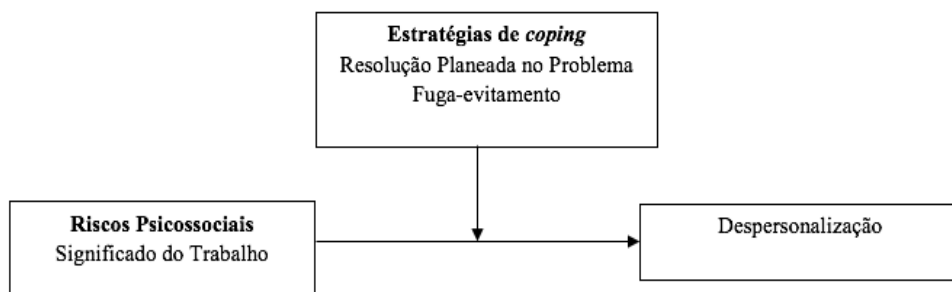 Estratégias de coping
Resolução Planeada no Problema
Fuga-evitamento
Riscos Psicossociais
Significado do Trabalho
Despersonalização